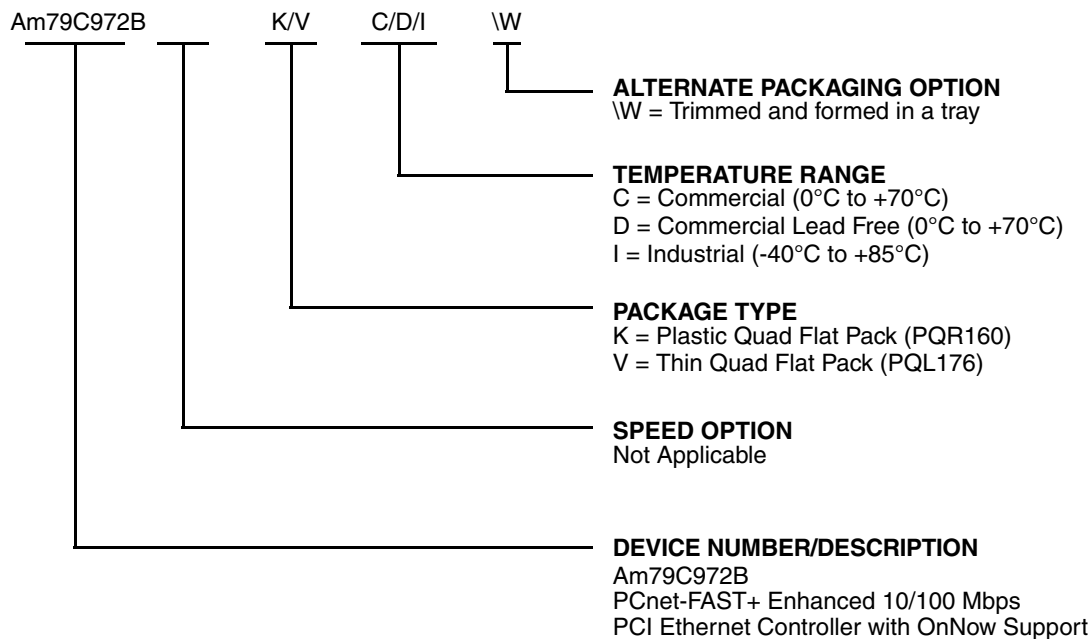 Am79C972B K/V C/D/I \W
ALTERNATE PACKAGING OPTION
\W = Trimmed and formed in a tray
TEMPERATURE RANGE
C = Commercial (0°C to +70°C)
D = Commercial Lead Free (0°C to +70°C)
I = Industrial (-40°C to +85°C)
PACKAGE TYPE
K = Plastic Quad Flat Pack (PQR160)
V = Thin Quad Flat Pack (PQL176)
SPEED OPTION
Not Applicable
DEVICE NUMBER/DESCRIPTION
Am79C972B
PCnet-FAST+ Enhanced 10/100 Mbps
PCI Ethernet Controller with OnNow Support